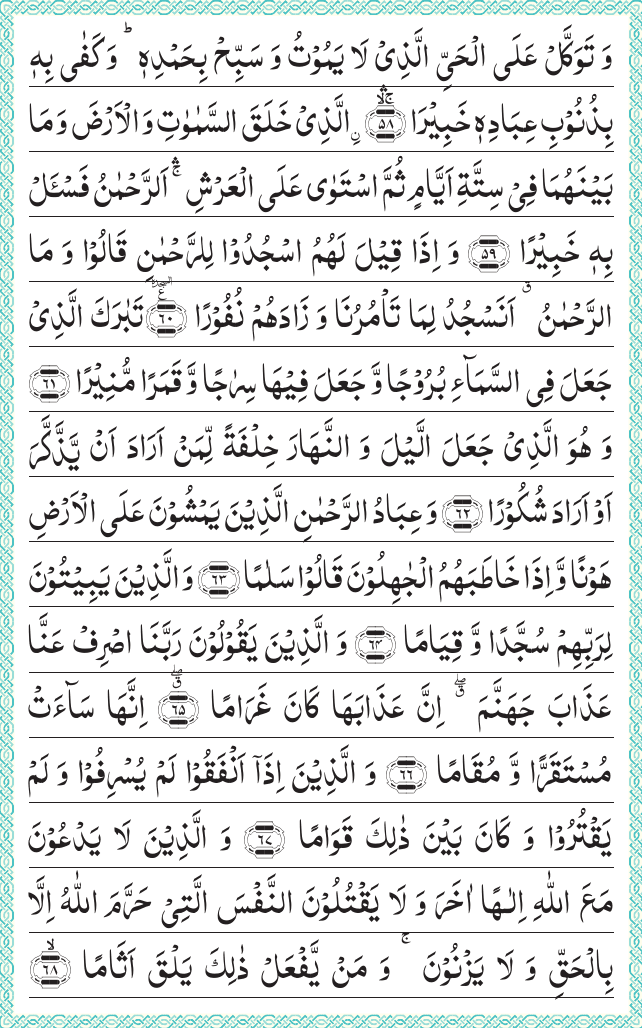 وَ تَوَكَّلْ عَلَى الْحَيِّ الَّذِیْ لَا یَمُوْتُ وَ سَبِّحْ بِحَمْدِهٖ ؕ وَ كَفٰى بِهٖ
بِذُنُوْبِ عِبَادِهٖ خَبِیْرَا ۛۚۙ ﴿۵۸﴾ ِ۟الَّذِیْ خَلَقَ السَّمٰوٰتِ وَ الْاَرْضَ وَ مَا
بَیْنَهُمَا فِیْ سِتَّةِ اَیَّامٍ ثُمَّ اسْتَوٰى عَلَى الْعَرْشِ ۛۚ اَلرَّحْمٰنُ فَسْـَٔلْ
بِهٖ خَبِیْرًا ﴿۵۹﴾ وَ اِذَا قِیْلَ لَهُمُ اسْجُدُوْا لِلرَّحْمٰنِ قَالُوْا وَ مَا
الرَّحْمٰنُ ۗ اَنَسْجُدُ لِمَا تَاْمُرُنَا وَ زَادَهُمْ نُفُوْرًا ﴿۶۰﴾ تَبٰرَكَ الَّذِیْ
جَعَلَ فِی السَّمَآءِ بُرُوْجًا وَّ جَعَلَ فِیْهَا سِرٰجًا وَّ قَمَرًا مُّنِیْرًا ﴿۶۱﴾
وَ هُوَ الَّذِیْ جَعَلَ الَّیْلَ وَ النَّهَارَ خِلْفَةً لِّمَنْ اَرَادَ اَنْ یَّذَّكَّرَ
اَوْ اَرَادَ شُكُوْرًا ﴿۶۲﴾ وَ عِبَادُ الرَّحْمٰنِ الَّذِیْنَ یَمْشُوْنَ عَلَى الْاَرْضِ
هَوْنًا وَّ اِذَا خَاطَبَهُمُ الْجٰهِلُوْنَ قَالُوْا سَلٰمًا ﴿۶۳﴾ وَ الَّذِیْنَ یَبِیْتُوْنَ
لِرَبِّهِمْ سُجَّدًا وَّ قِیَامًا ﴿۶۴﴾ وَ الَّذِیْنَ یَقُوْلُوْنَ رَبَّنَا اصْرِفْ عَنَّا
عَذَابَ جَهَنَّمَ ۖۗ اِنَّ عَذَابَهَا كَانَ غَرَامًا ۖۗ ﴿۶۵﴾ اِنَّهَا سَآءَتْ
مُسْتَقَرًّا وَّ مُقَامًا ﴿۶۶﴾ وَ الَّذِیْنَ اِذَاۤ اَنْفَقُوْا لَمْ یُسْرِفُوْا وَ لَمْ
یَقْتُرُوْا وَ كَانَ بَیْنَ ذٰلِكَ قَوَامًا ﴿۶۷﴾ وَ الَّذِیْنَ لَا یَدْعُوْنَ
مَعَ اللّٰهِ اِلٰـهًا اٰخَرَ وَ لَا یَقْتُلُوْنَ النَّفْسَ الَّتِیْ حَرَّمَ اللّٰهُ اِلَّا
بِالْحَقِّ وَ لَا یَزْنُوْنَ ۚ وَ مَنْ یَّفْعَلْ ذٰلِكَ یَلْقَ اَثَامًا ۙ ﴿۶۸﴾